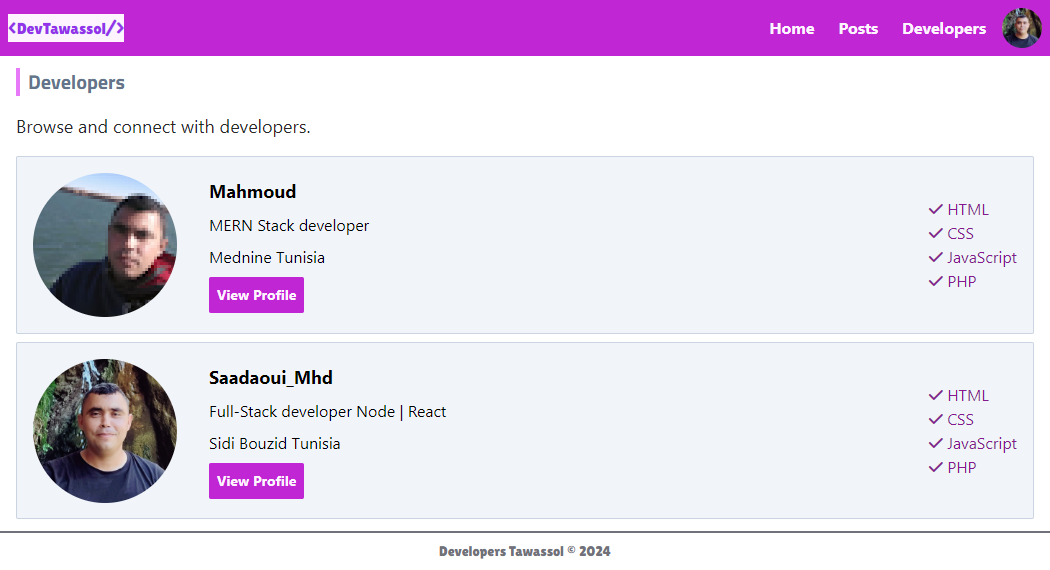 <DevTawassol/>
Home Posts Developers
Developers
Browse and connect with developers.
Mahmoud
MERN Stack developer
Mednine Tunisia
View Profile
HTML
CSS
JavaScript
PHP
Saadaoui_Mhd
Full-Stack developer Node | React
Sidi Bouzid Tunisia
View Profile
HTML
CSS
JavaScript
PHP
Developers Tawassol © 2024